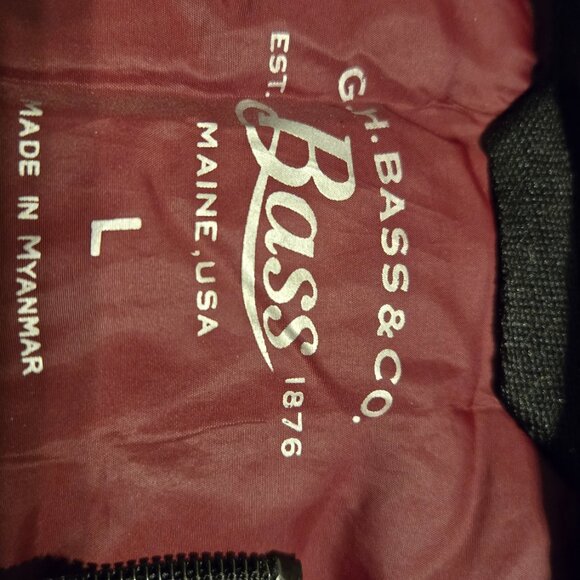 G.H. BASS & CO.
EST. Bass 1876
MAINE, USA
L
MADE IN MYANMAR